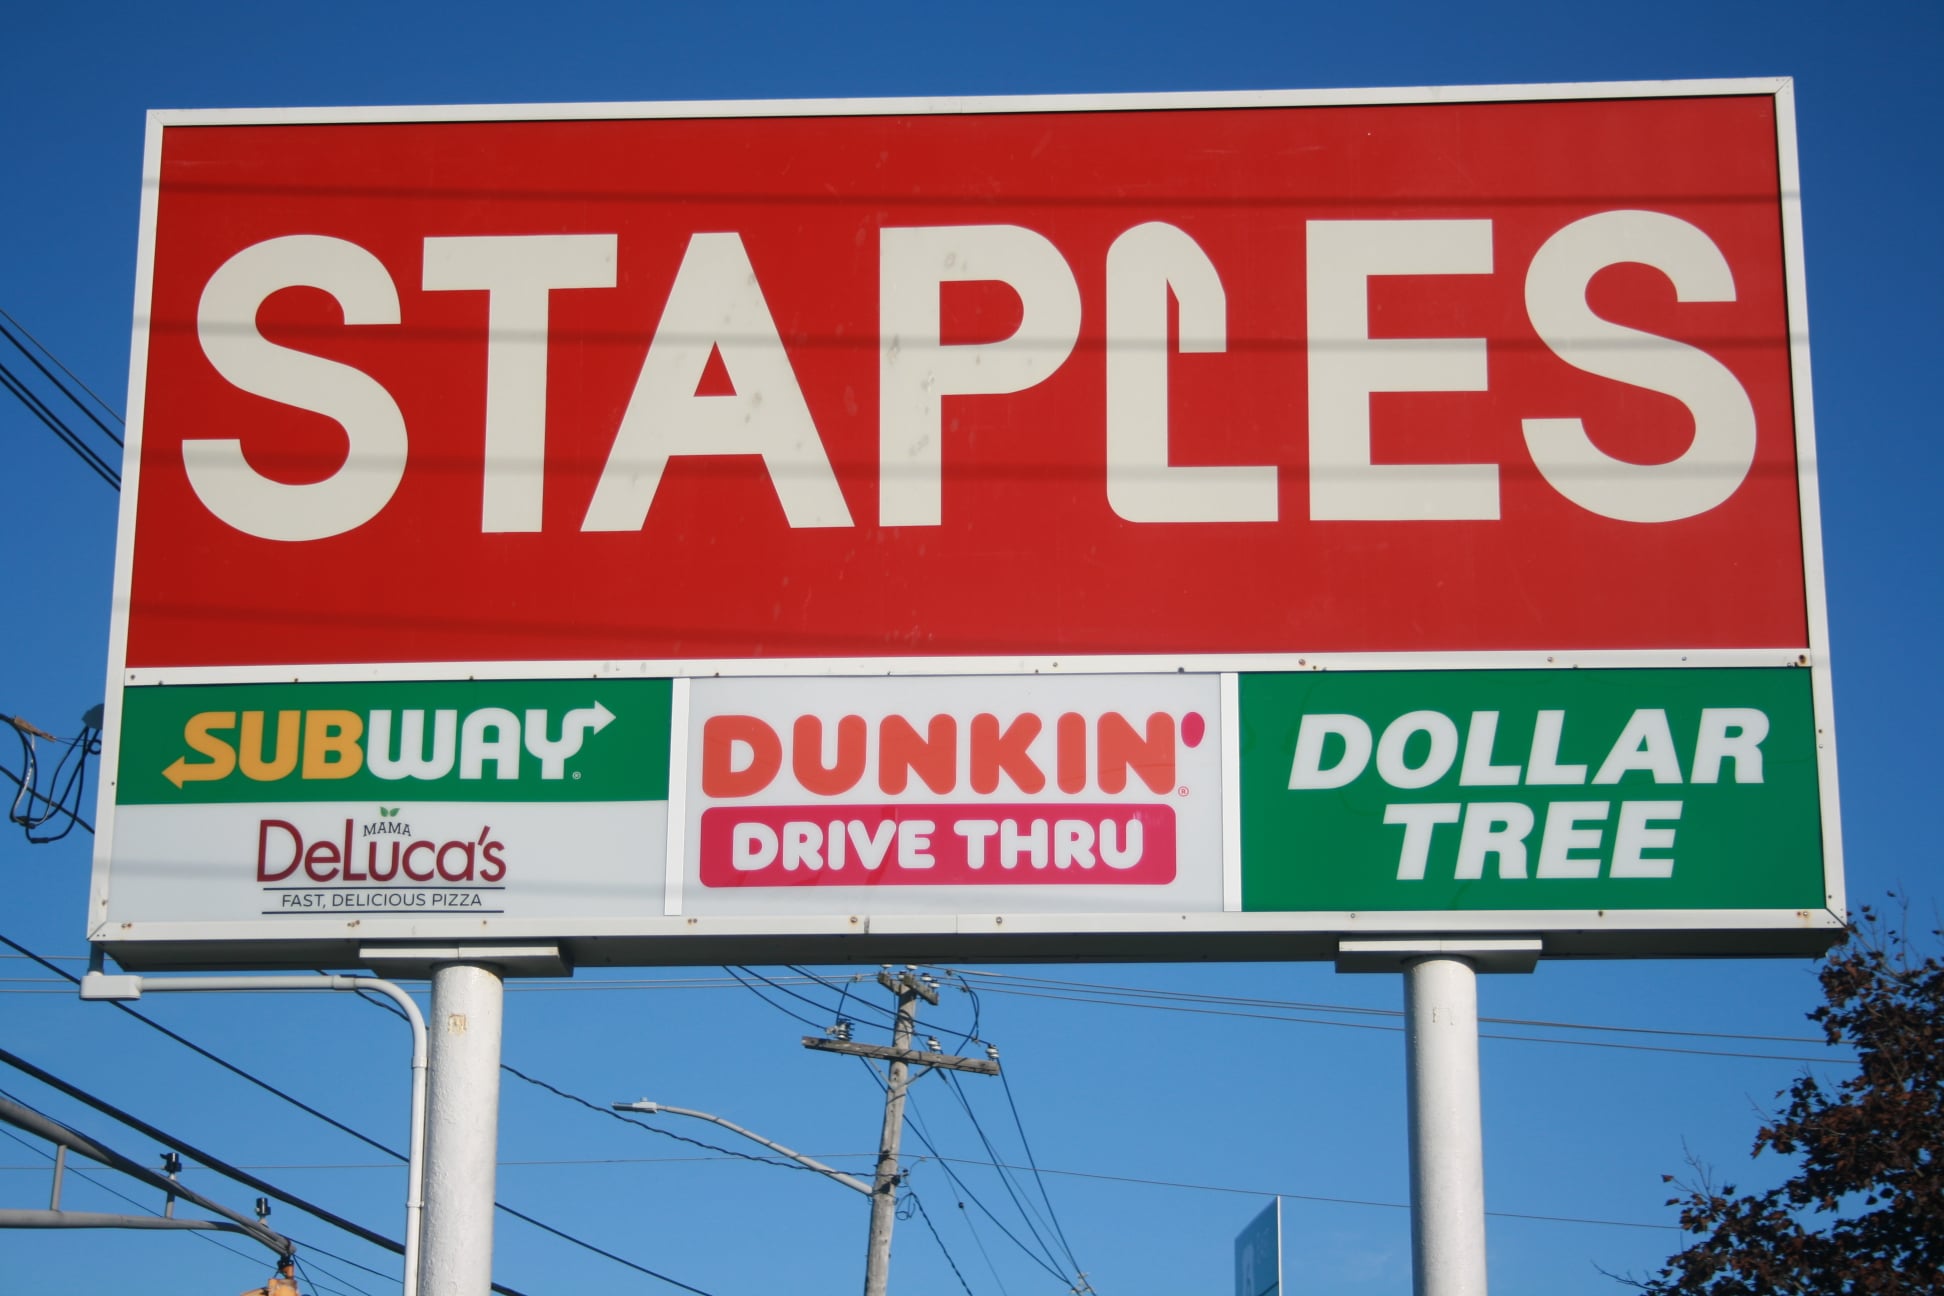 STAPLES
SUBWAY®
MAMA
DeLuca's
FAST, DELICIOUS PIZZA
DUNKIN'®
DRIVE THRU
DOLLAR
TREE